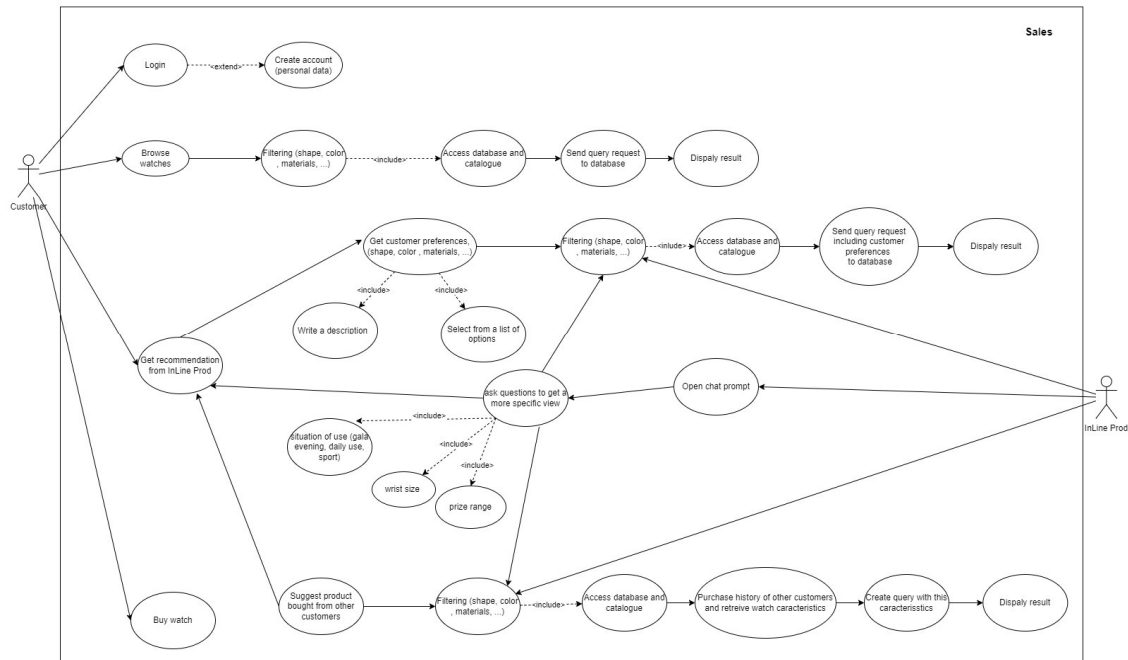 Sales
Login
<extend>
Create account
(personal data)
Browse
watches
Filtering (shape, color
, materials, ...)
<include>
Access database and
catalogue
Send query request
to database
Dispaly result
Customer
Get customer preferences,
(shape, color , materials, ...)
Filtering (shape, color
, materials, ...)
<inlude>
Access database and
catalogue
Send query request
including customer
preferences
to database
Dispaly result
<include>
<include>
Write a description
Select from a list of
options
Get recommendation
from InLine Prod
ask questions to get a
more specific view
Open chat prompt
InLine Prod
<include>
situation of use (gala
evening, daily use,
sport)
<include>
<include>
wrist size
prize range
Buy watch
Suggest product
bought from other
customers
Filtering (shape, color
, materials, ...)
<include>
Access database and
catalogue
Purchase history of other customers
and retreive watch caracteristics
Create query with this
carecterisstics
Dispaly result